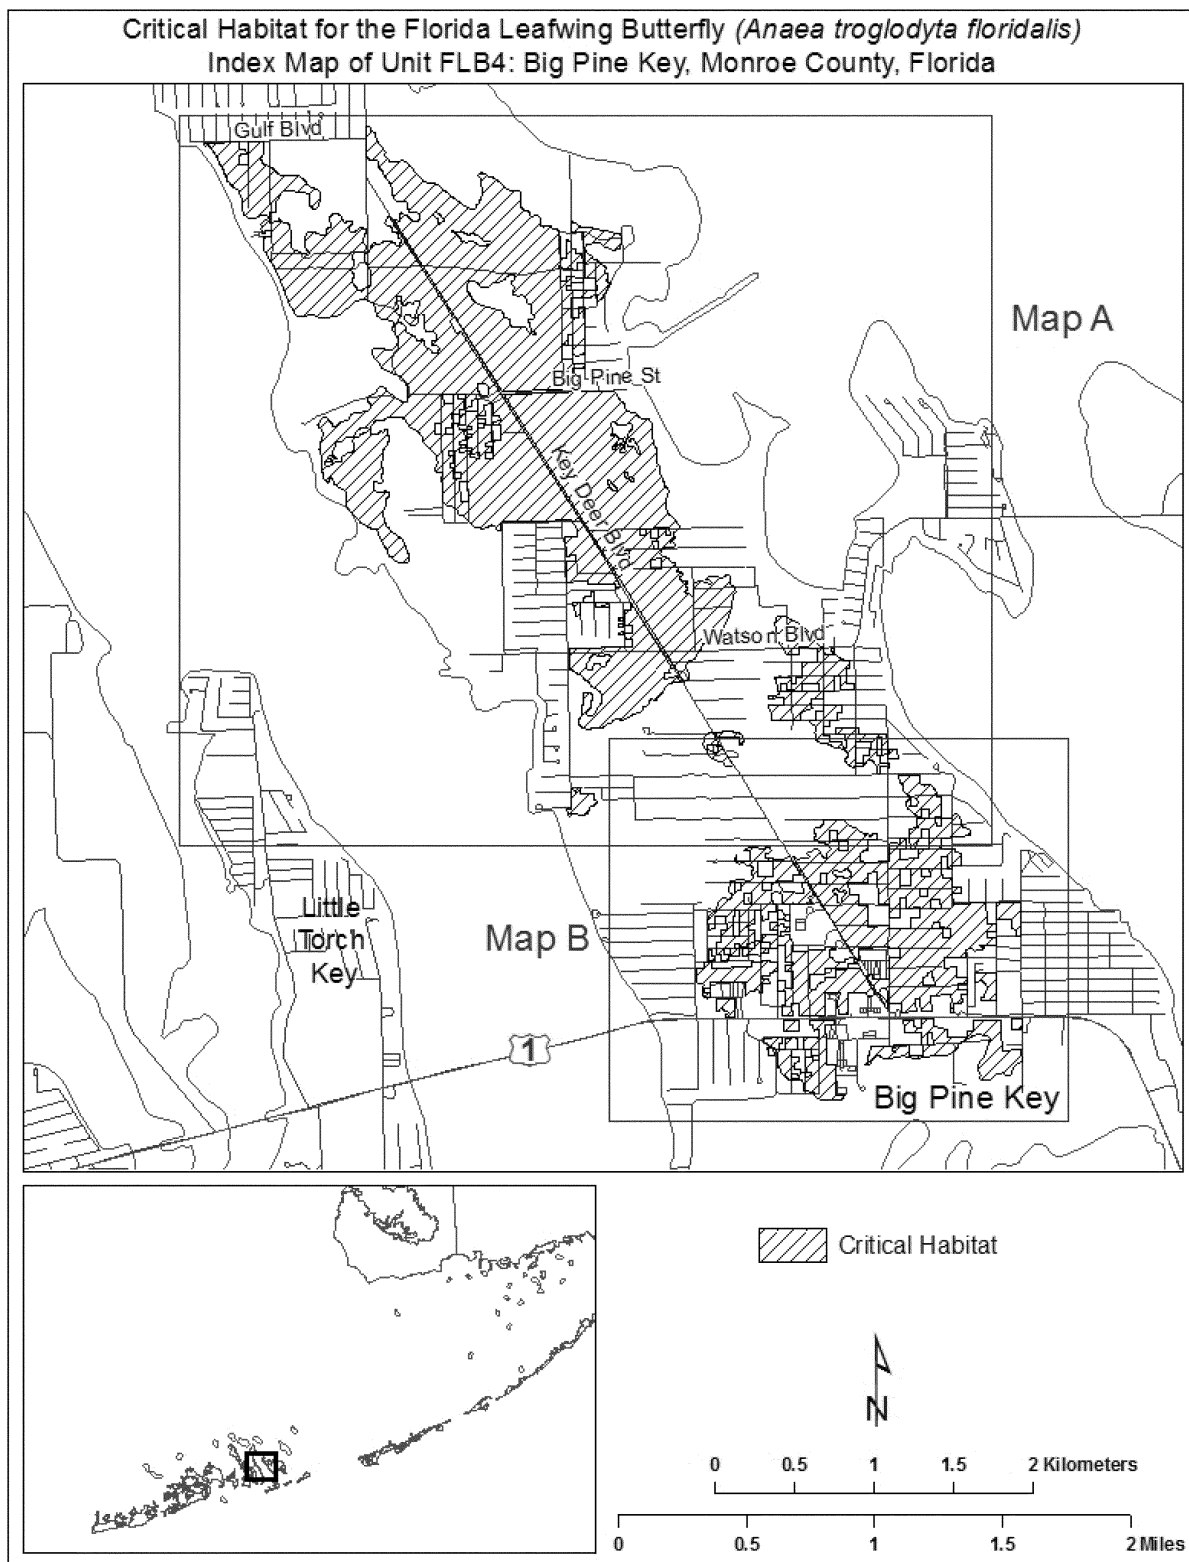 Critical Habitat for the Florida Leafwing Butterfly (Anaea troglodyta floridalis)
Index Map of Unit FLB4: Big Pine Key, Monroe County, Florida
Gulf Blvd
Map A
Big Pine St
Key Deer Blvd
Watson Blvd
Little
Torch
Key
Map B
1
Big Pine Key
Critical Habitat
N
0 0.5 1 1.5 2 Kilometers
0 0.5 1 2 Miles